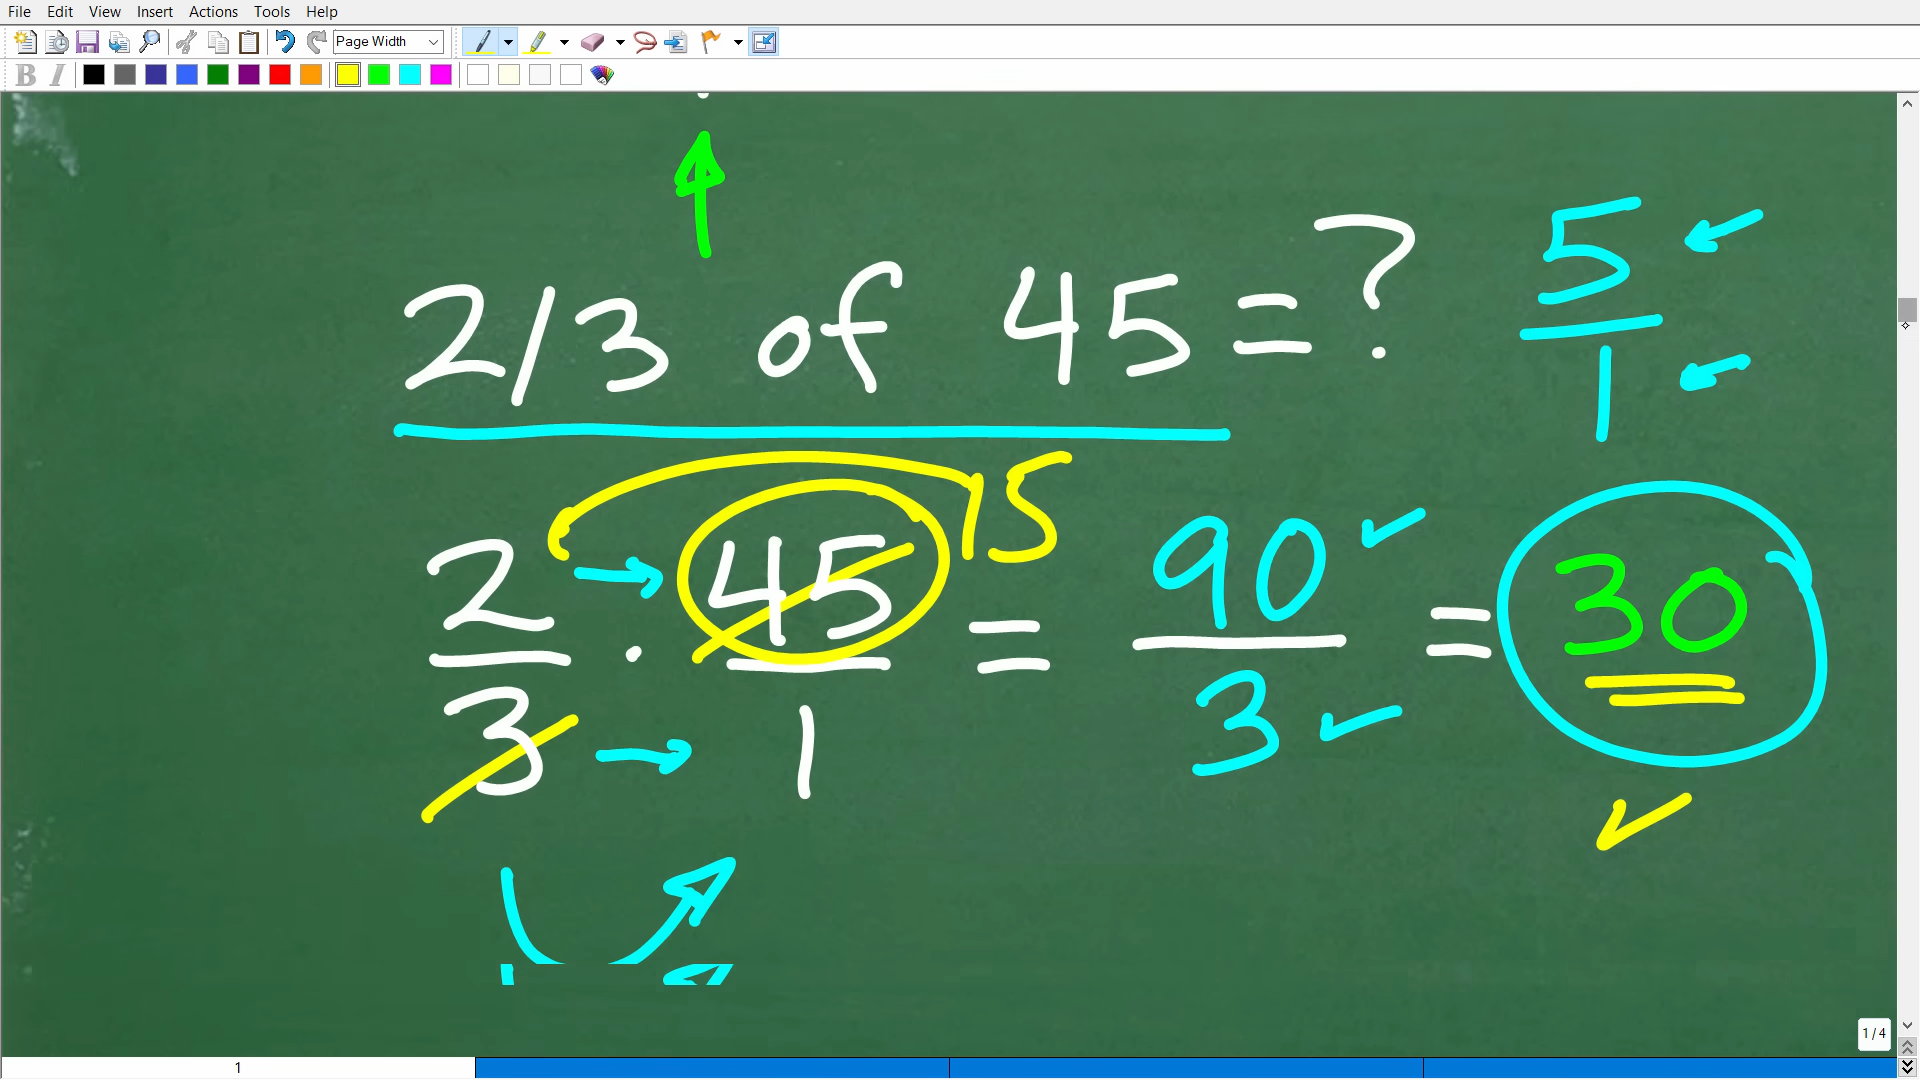 File Edit View Insert Actions Tools Help
Page Width
B I
2/3 of 45 = ?
5
1
15
2 · 45 = 90 = 30
3 1 3
1/4
1